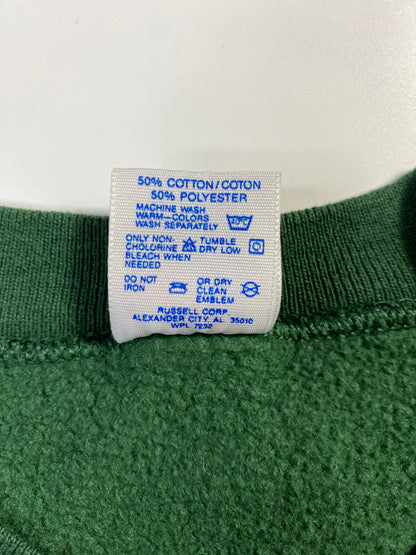 50% COTTON/COTON
50% POLYESTER
MACHINE WASH
WARM-COLORS
WASH SEPARATELY
ONLY NON- TUMBLE
CHOLORINE DRY LOW
BLEACH WHEN
NEEDED
DO NOT OR DRY
IRON CLEAN
EMBLEM
RUSSELL CORP.
ALEXANDER CITY, AL 35010
WPL 7232